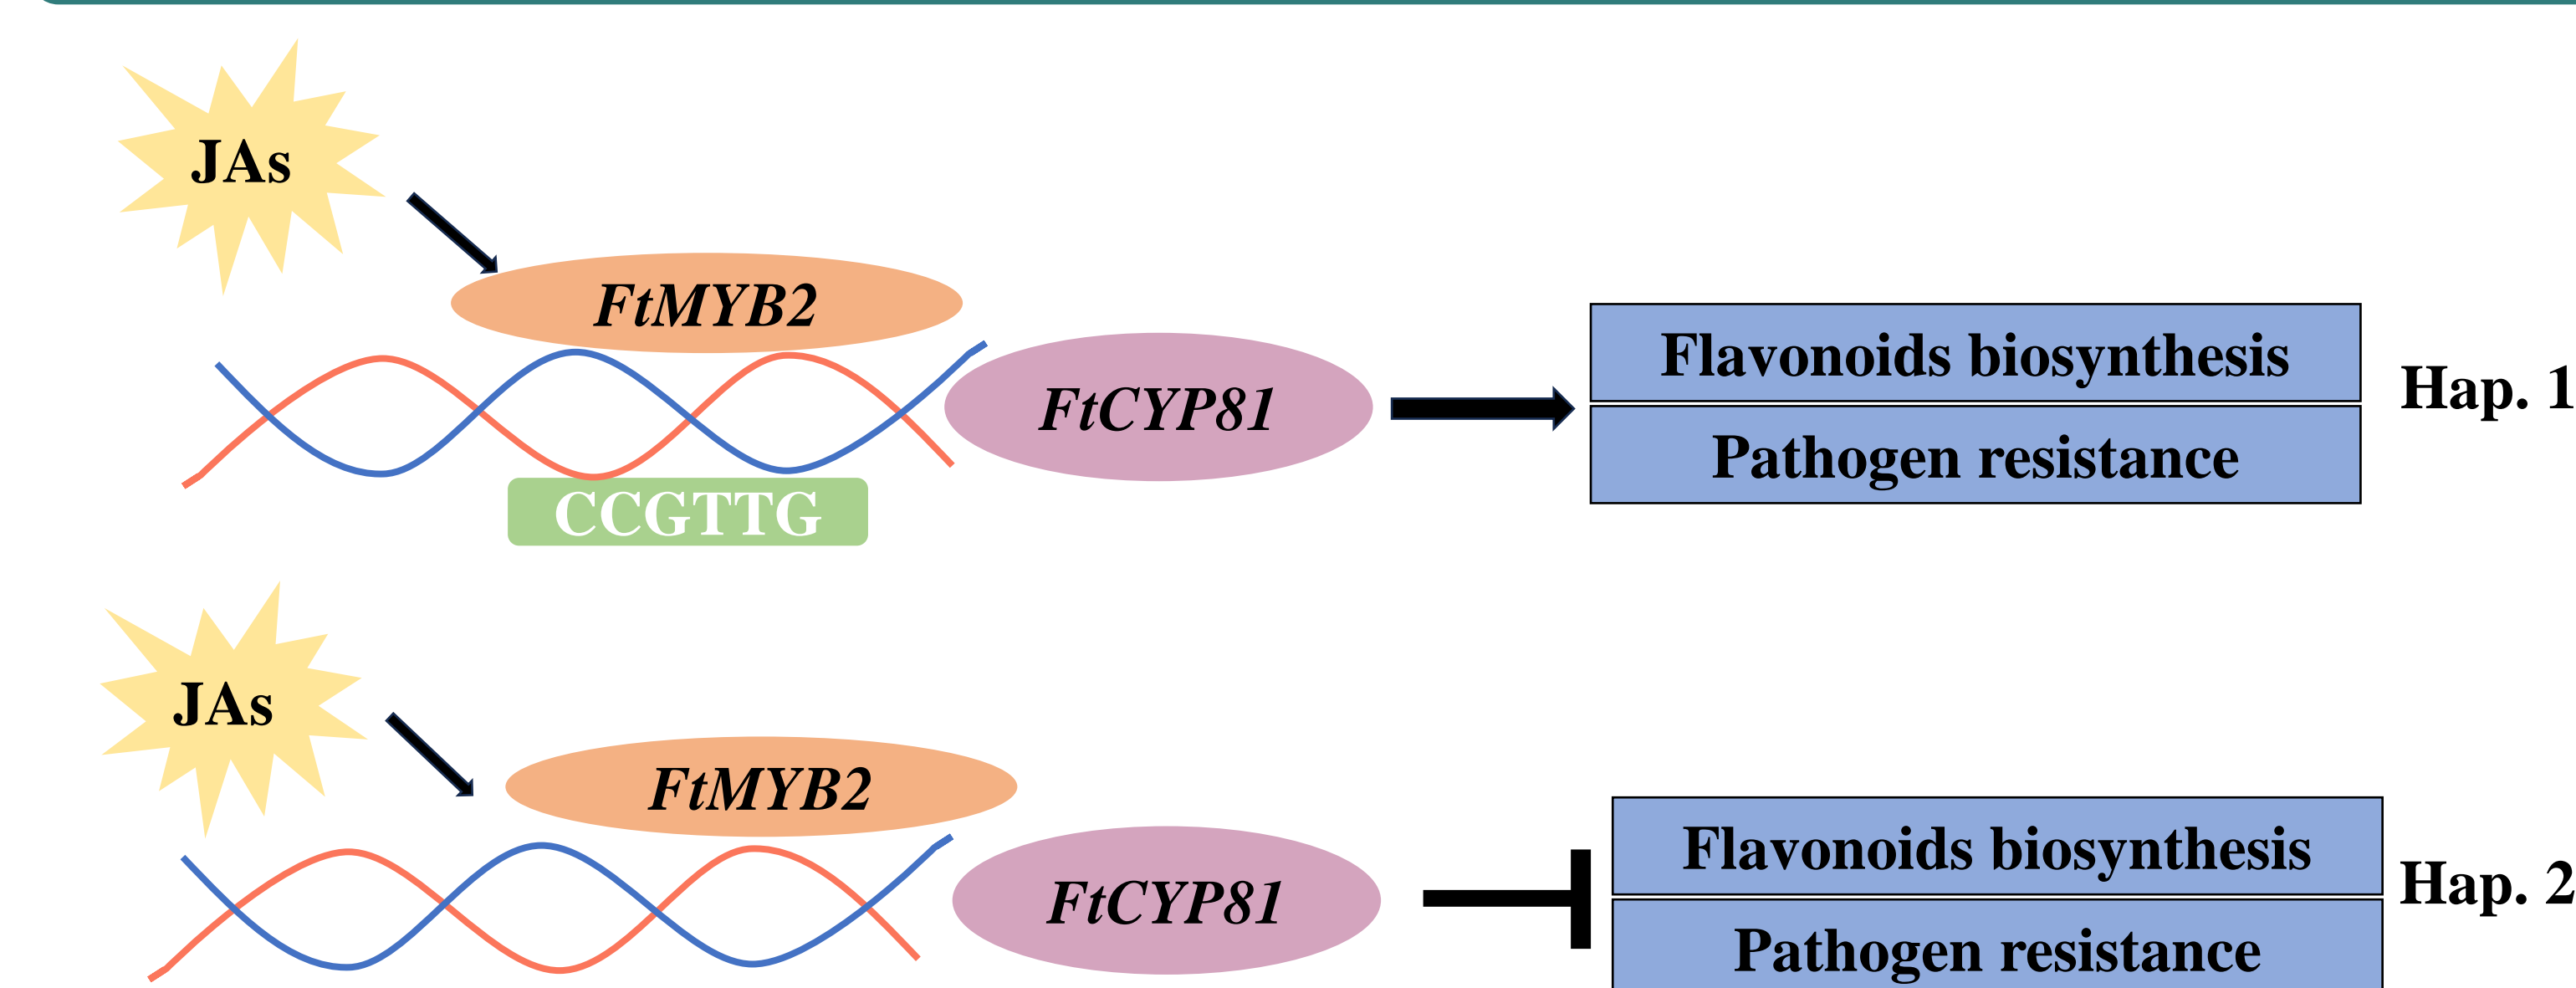 JAs
FtMYB2
FtCYP81
CCGTTG
Flavonoids biosynthesis
Pathogen resistance
Hap. 1
JAs
FtMYB2
FtCYP81
Flavonoids biosynthesis
Pathogen resistance
Hap. 2